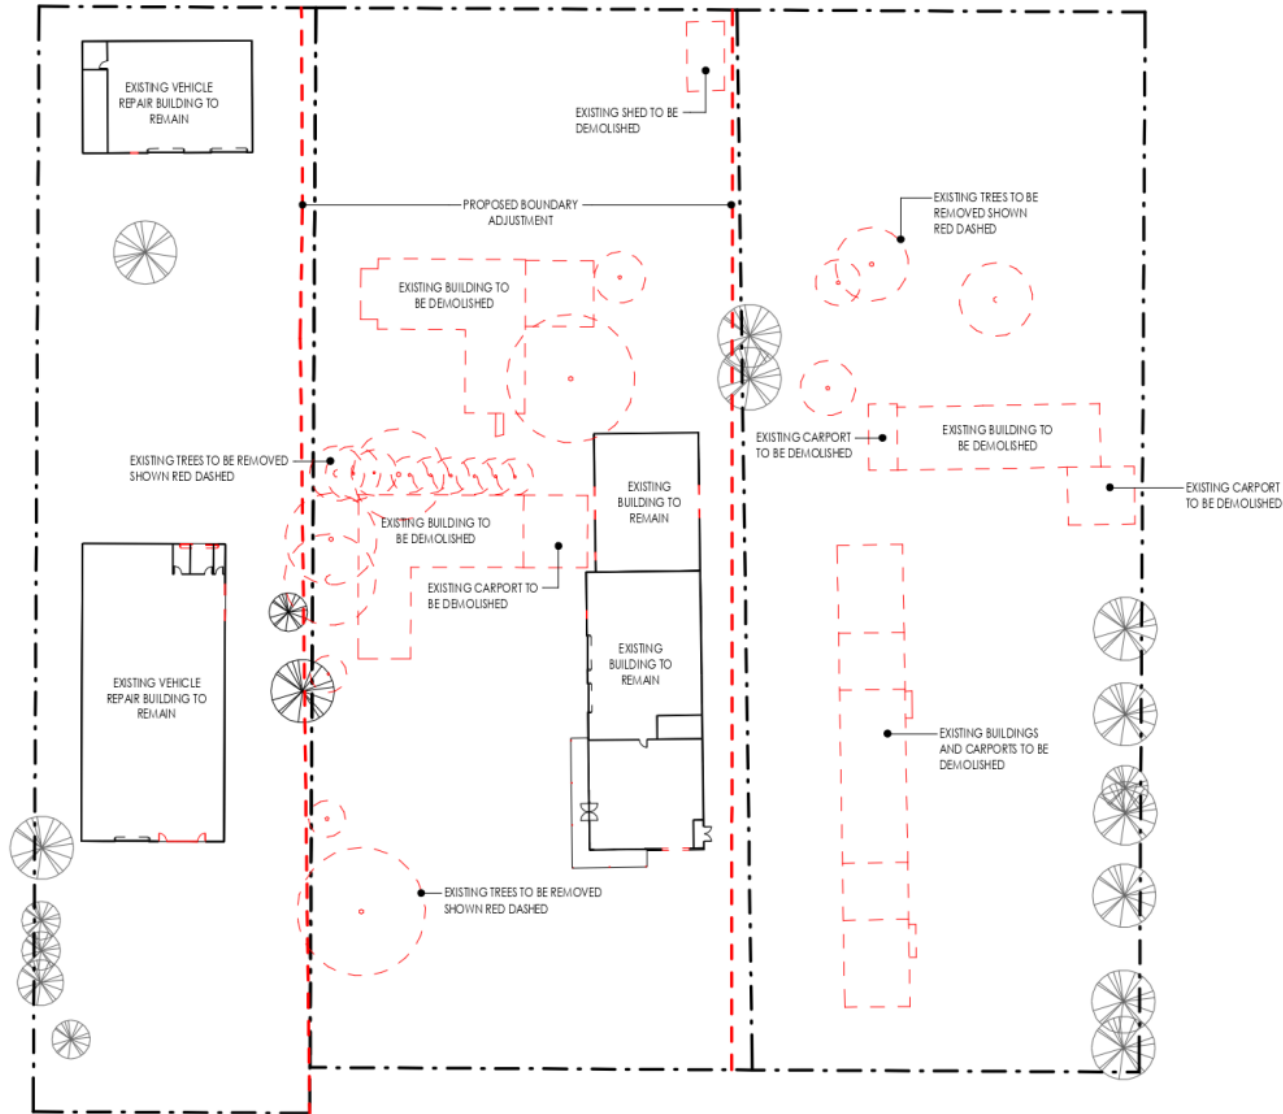 EXISTING VEHICLE
REPAIR BUILDING TO
REMAIN
EXISTING SHED TO BE
DEMOLISHED
PROPOSED BOUNDARY
ADJUSTMENT
EXISTING TREES TO BE
REMOVED SHOWN
RED DASHED
EXISTING BUILDING TO
BE DEMOLISHED
EXISTING CARPORT
TO BE DEMOLISHED
EXISTING BUILDING TO
BE DEMOLISHED
EXISTING TREES TO BE REMOVED
SHOWN RED DASHED
EXISTING
BUILDING TO
REMAIN
EXISTING CARPORT
TO BE DEMOLISHED
EXISTING BUILDING TO
BE DEMOLISHED
EXISTING CARPORT TO
BE DEMOLISHED
EXISTING VEHICLE
REPAIR BUILDING TO
REMAIN
EXISTING
BUILDING TO
REMAIN
EXISTING BUILDINGS
AND CARPORTS TO BE
DEMOLISHED
EXISTING TREES TO BE REMOVED
SHOWN RED DASHED